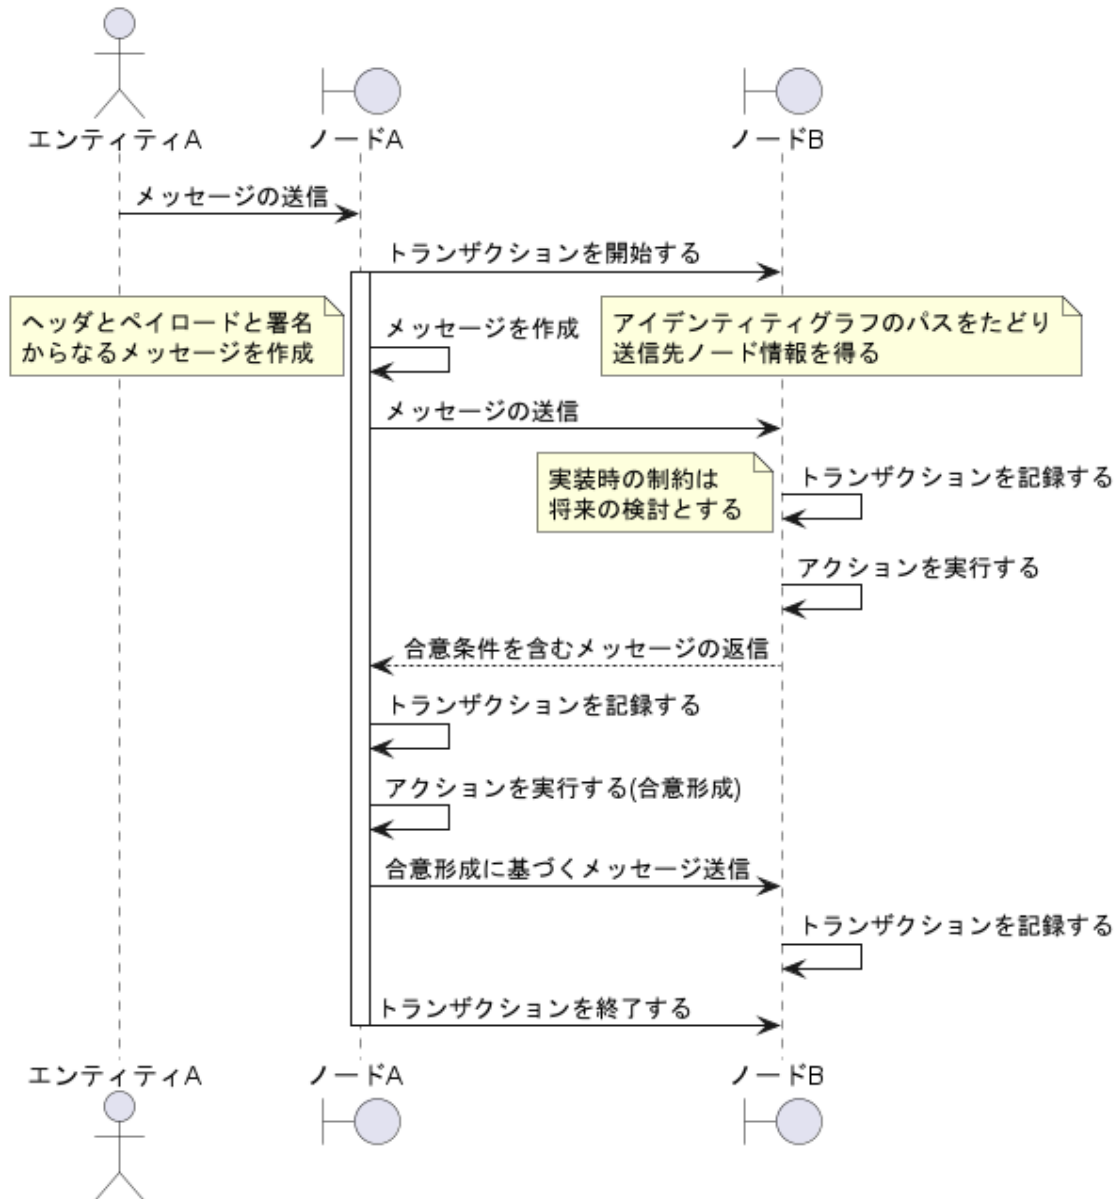 エンティティA
ノードA
ノードB
メッセージの送信
トランザクションを開始する
ヘッダとペイロードと署名
からなるメッセージを作成
メッセージを作成
アイデンティティグラフのパスをたどり
送信先ノード情報を得る
メッセージの送信
実装時の制約は
将来の検討とする
トランザクションを記録する
アクションを実行する
合意条件を含むメッセージの返信
トランザクションを記録する
アクションを実行する(合意形成)
合意形成に基づくメッセージ送信
トランザクションを記録する
トランザクションを終了する
エンティティA
ノードA
ノードB